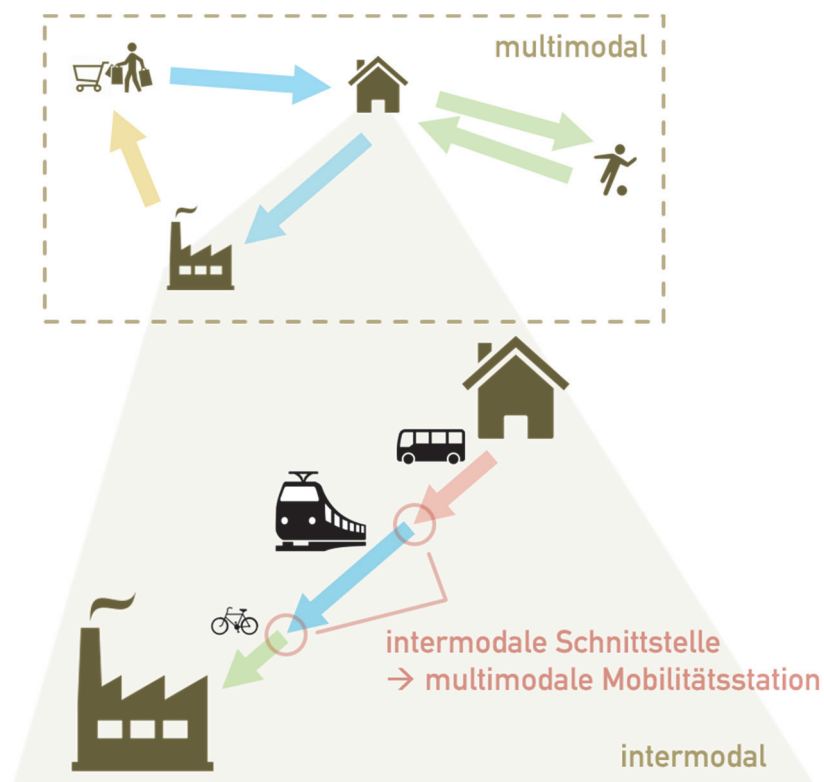 multimodal
intermodale Schnittstelle
→ multimodale Mobilitätsstation
intermodal